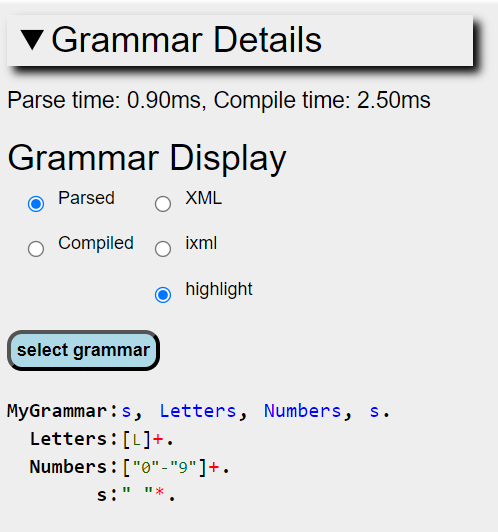 ▼ Grammar Details
Parse time: 0.90ms, Compile time: 2.50ms
Grammar Display
Parsed XML
Compiled ixml
highlight
select grammar
MyGrammar:s, Letters, Numbers, s.
Letters:[L]+.
Numbers:["0"-"9"]+.
s:" "*.